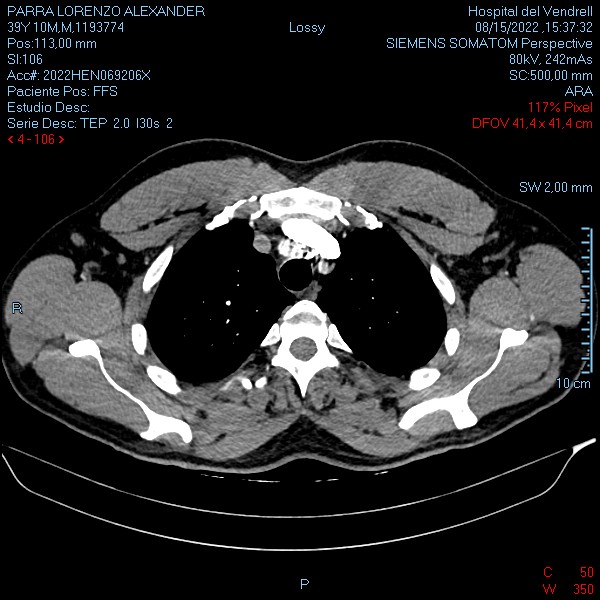 PARRA LORENZO ALEXANDER
39Y 10M,M,1193774
Pos:113,00 mm
SI:106
Acc#: 2022HEN069206X
Paciente Pos: FFS
Estudio Desc:
Serie Desc: TEP 2.0 I30s 2
< 4 - 106 >
Lossy
Hospital del Vendrell
08/15/2022 ,15:37:32
SIEMENS SOMATOM Perspective
80kV, 242mAs
SC:500,00 mm
ARA
117% Pixel
DFOV 41,4 x 41,4 cm
SW 2,00 mm
R
10 cm
P
C 50
W 350